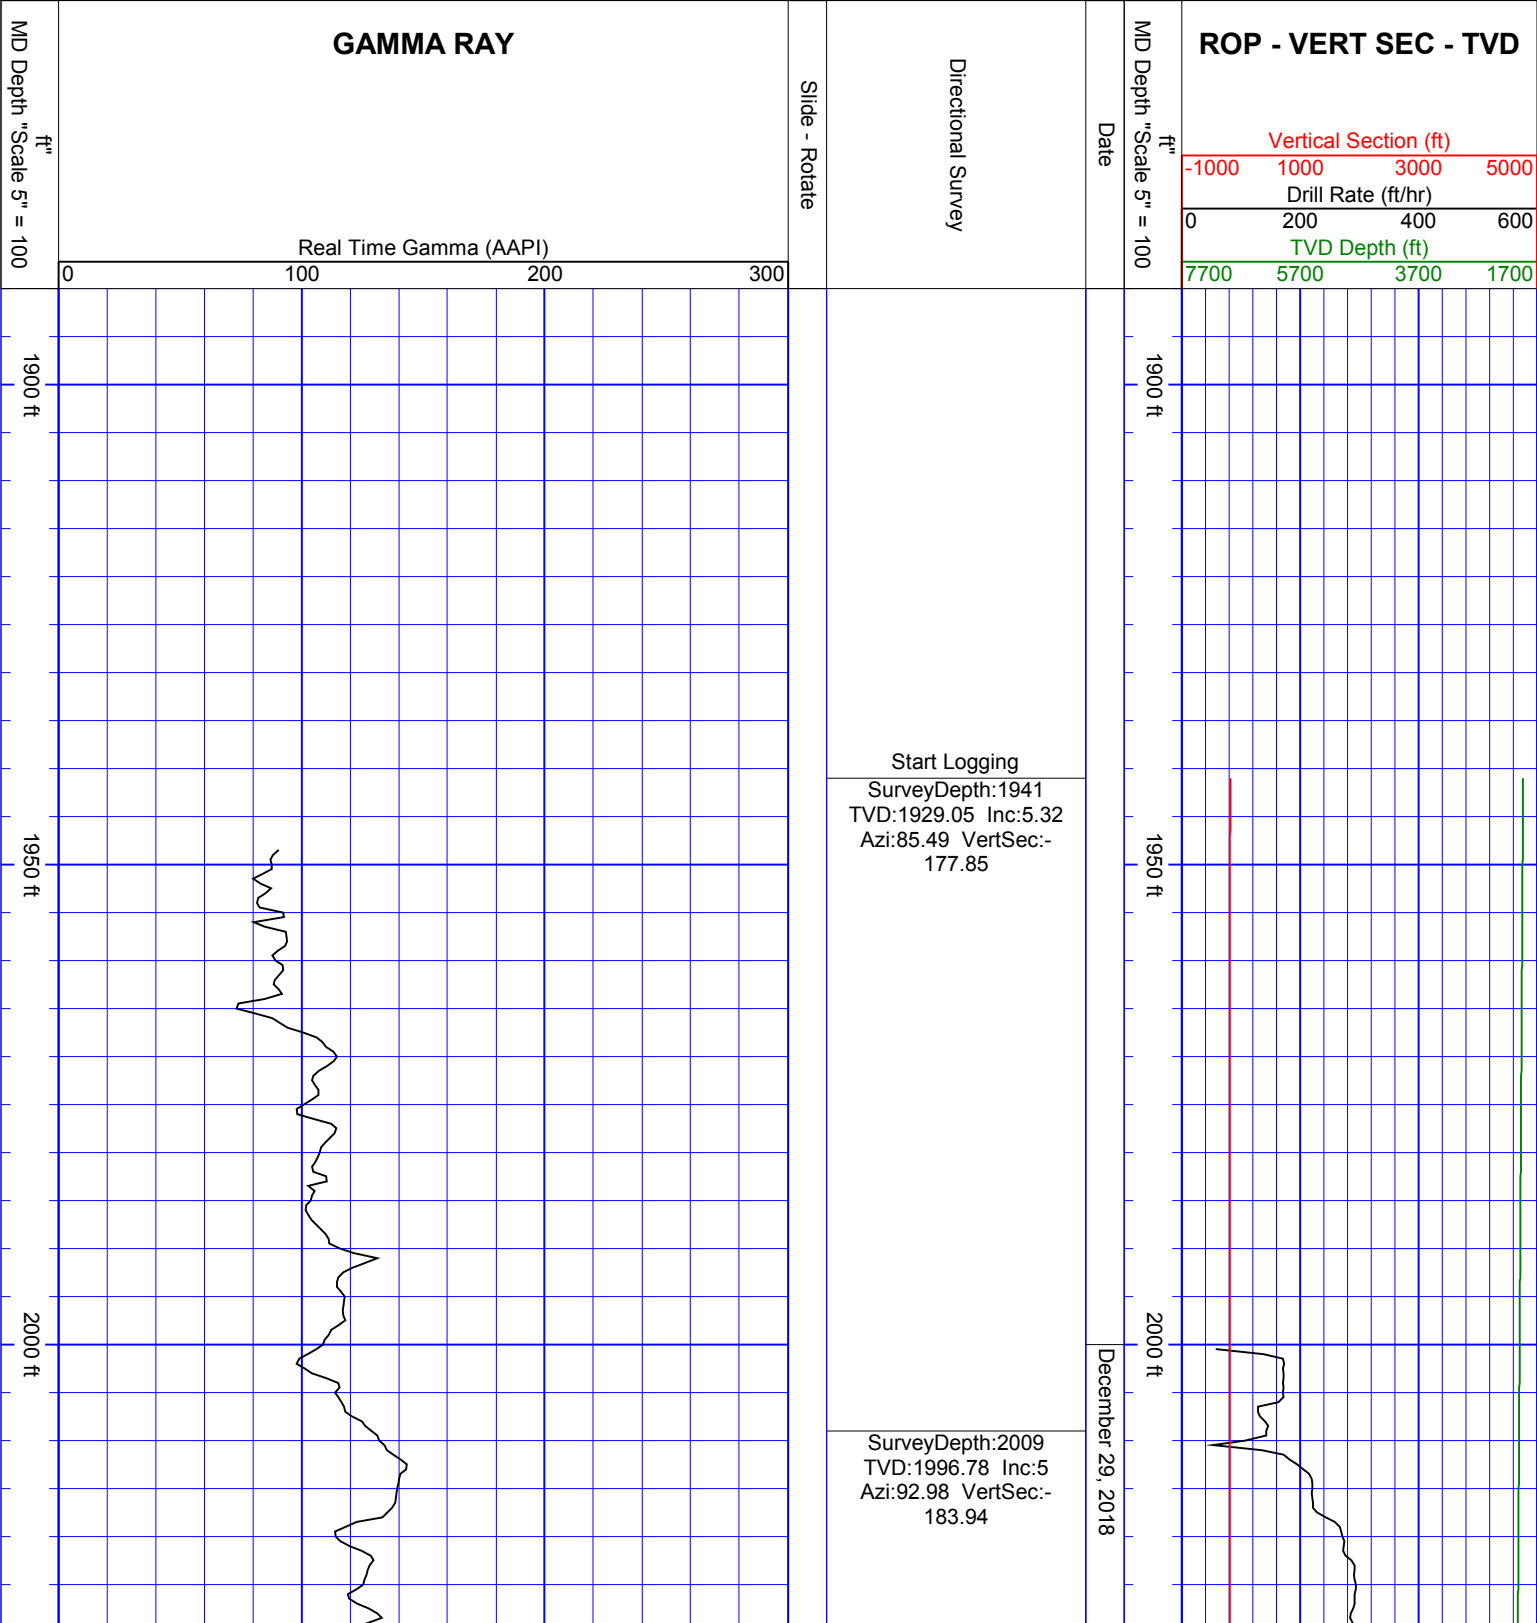 MD Depth "Scale 5" = 100
ft"
GAMMA RAY
Real Time Gamma (AAPI)
0 100 200 300
Slide - Rotate
Directional Survey
Date
MD Depth "Scale 5" = 100
ft"
ROP - VERT SEC - TVD
Vertical Section (ft)
-1000 1000 3000 5000
Drill Rate (ft/hr)
0 200 400 600
TVD Depth (ft)
7700 5700 3700 1700
1900 ft
1900 ft
Start Logging
SurveyDepth:1941
TVD:1929.05 Inc:5.32
Azi:85.49 VertSec:-
177.85
1950 ft
1950 ft
2000 ft
2000 ft
December 29, 2018
SurveyDepth:2009
TVD:1996.78 Inc:5
Azi:92.98 VertSec:-
183.94